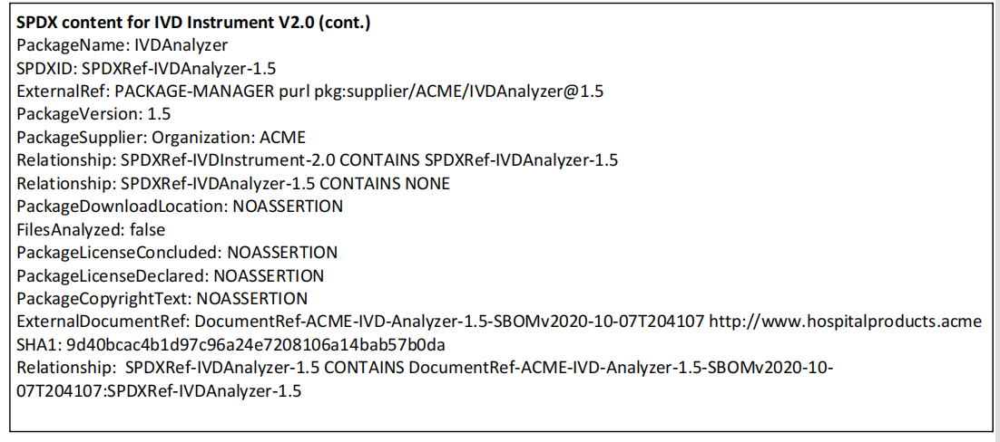 SPDX content for IVD Instrument V2.0 (cont.)
PackageName: IVDAnalyzer
SPDXID: SPDXRef-IVDAnalyzer-1.5
ExternalRef: PACKAGE-MANAGER purl pkg:supplier/ACME/IVDAnalyzer@1.5
PackageVersion: 1.5
PackageSupplier: Organization: ACME
Relationship: SPDXRef-IVDInstrument-2.0 CONTAINS SPDXRef-IVDAnalyzer-1.5
Relationship: SPDXRef-IVDAnalyzer-1.5 CONTAINS NONE
PackageDownloadLocation: NOASSERTION
FilesAnalyzed: false
PackageLicenseConcluded: NOASSERTION
PackageLicenseDeclared: NOASSERTION
PackageCopyrightText: NOASSERTION
ExternalDocumentRef: DocumentRef-ACME-IVD-Analyzer-1.5-SBOMv2020-10-07T204107 http://www.hospitalproducts.acme
SHA1: 9d40bcac4b1d97c96a24e7208106a14bab57b0da
Relationship:  SPDXRef-IVDAnalyzer-1.5 CONTAINS DocumentRef-ACME-IVD-Analyzer-1.5-SBOMv2020-10-
07T204107:SPDXRef-IVDAnalyzer-1.5